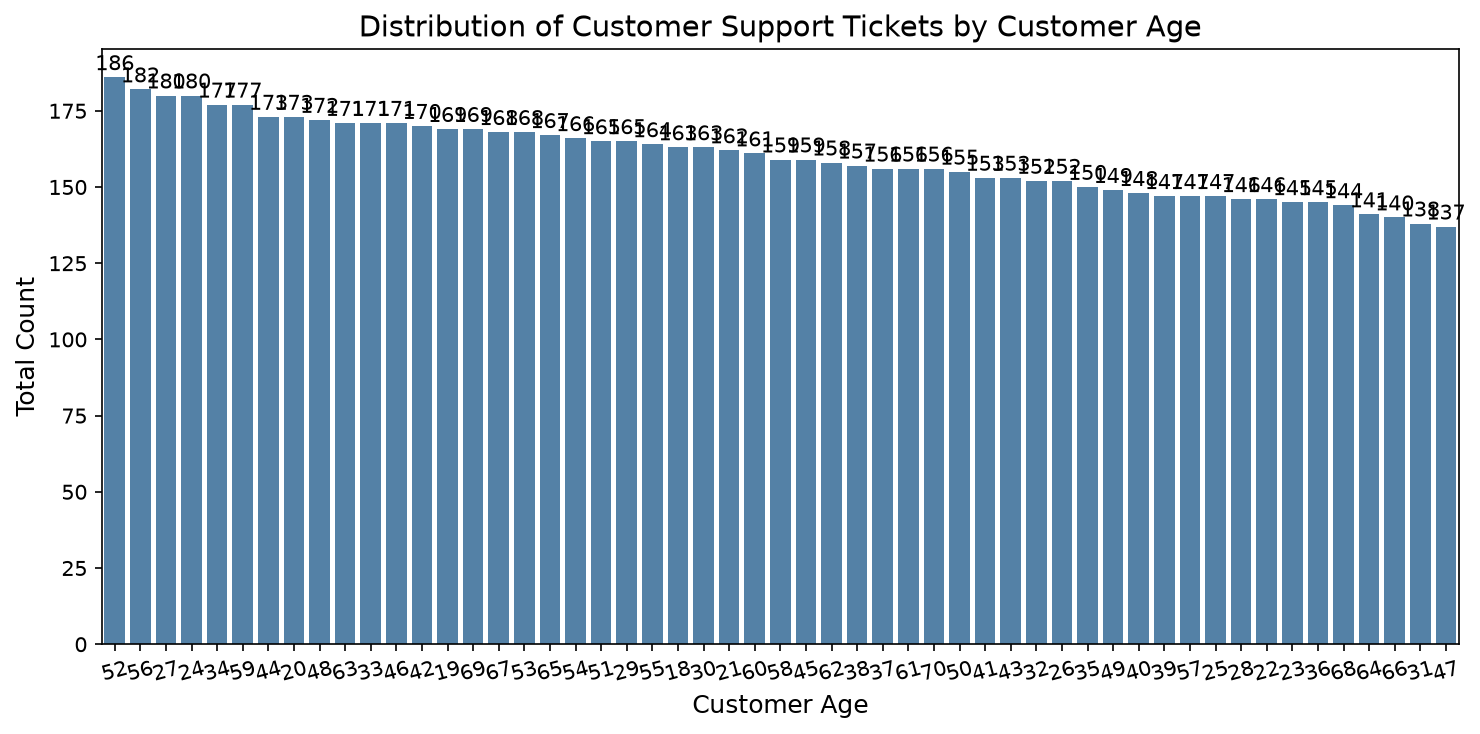 Distribution of Customer Support Tickets by Customer Age
186 182 180 180 177 177 173 173 172 171 171 171 170 169 169 168 168 167 166 165 165 164 163 163 162 161 159 159 158 157 156 156 156 155 153 153 152 152 150 149 148 147 147 147 146 146 145 145 144 141 140 138 137
Total Count
175
150
125
100
75
50
25
0
52 56 27 24 34 59 44 20 48 63 33 46 42 19 69 67 53 65 54 51 29 55 18 30 21 60 58 45 62 38 37 61 70 50 41 43 32 26 35 49 40 39 57 25 28 22 23 36 68 64 66 31 47
Customer Age